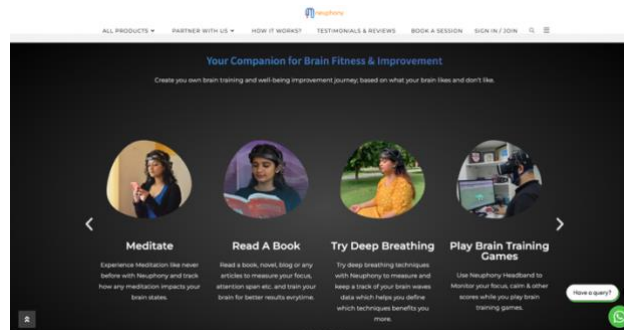 neuphony
ALL PRODUCTS PARTNER WITH US HOW IT WORKS? TESTIMONIALS & REVIEWS BOOK A SESSION SIGN IN / JOIN
Your Companion for Brain Fitness & Improvement
Create you own brain training and well-being improvement journey, based on what your brain likes and don't like.
Meditate
Experience Meditation like never
before with Neuphony and track
how any meditation impacts your
brain states.
Read A Book
Read a book, novel, blog or any
articles to measure your focus,
attention span etc. and train your
brain for better results evrytime.
Try Deep Breathing
Try deep breathing techniques
with Neuphony to measure and
keep a track of your brain waves
data which helps you define
which techniques benefits you
more.
Play Brain Training
Games
Use Neuphony Headband to
Monitor your focus, calm & other
scores while you play brain
training games.
Have a query?